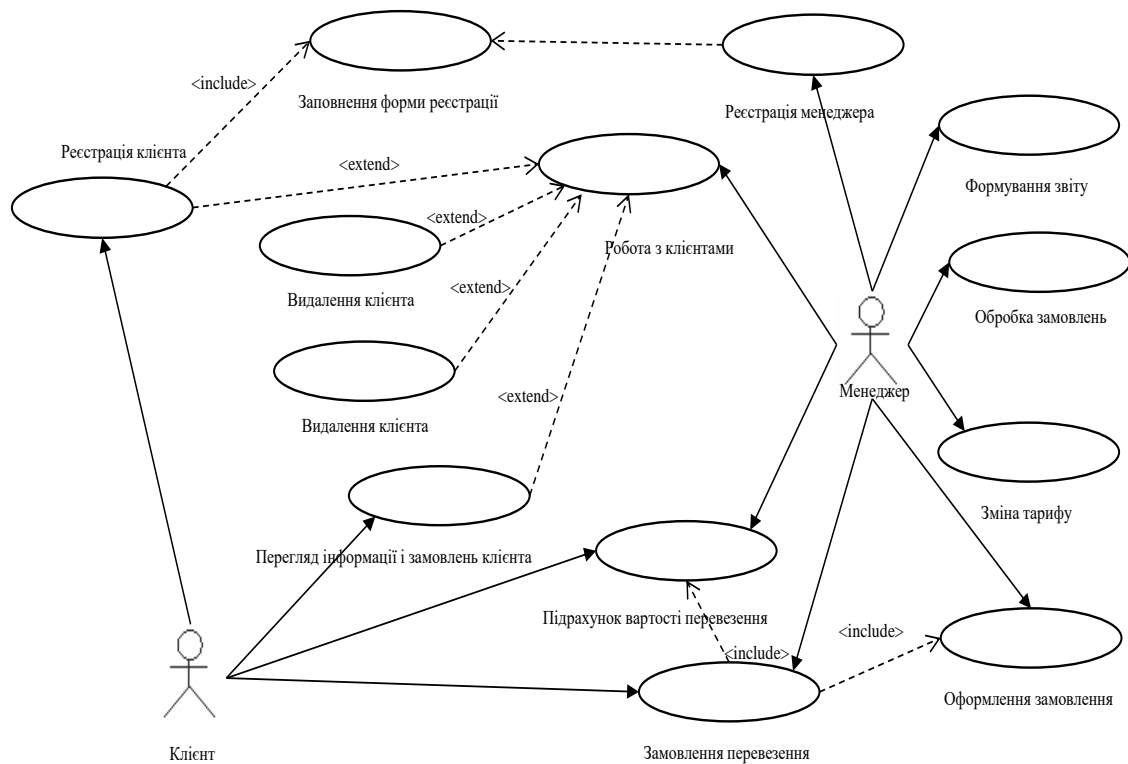 <include>
Заповнення форми реєстрації
Реєстрація менеджера
Реєстрація клієнта
<extend>
Формування звіту
<extend>
Робота з клієнтами
Видалення клієнта
<extend>
Обробка замовлень
Менеджер
<extend>
Видалення клієнта
Зміна тарифу
Перегляд інформації і замовлень клієнта
Підрахунок вартості перевезення
<include>
<include>
Оформлення замовлення
Клієнт
Замовлення перевезення